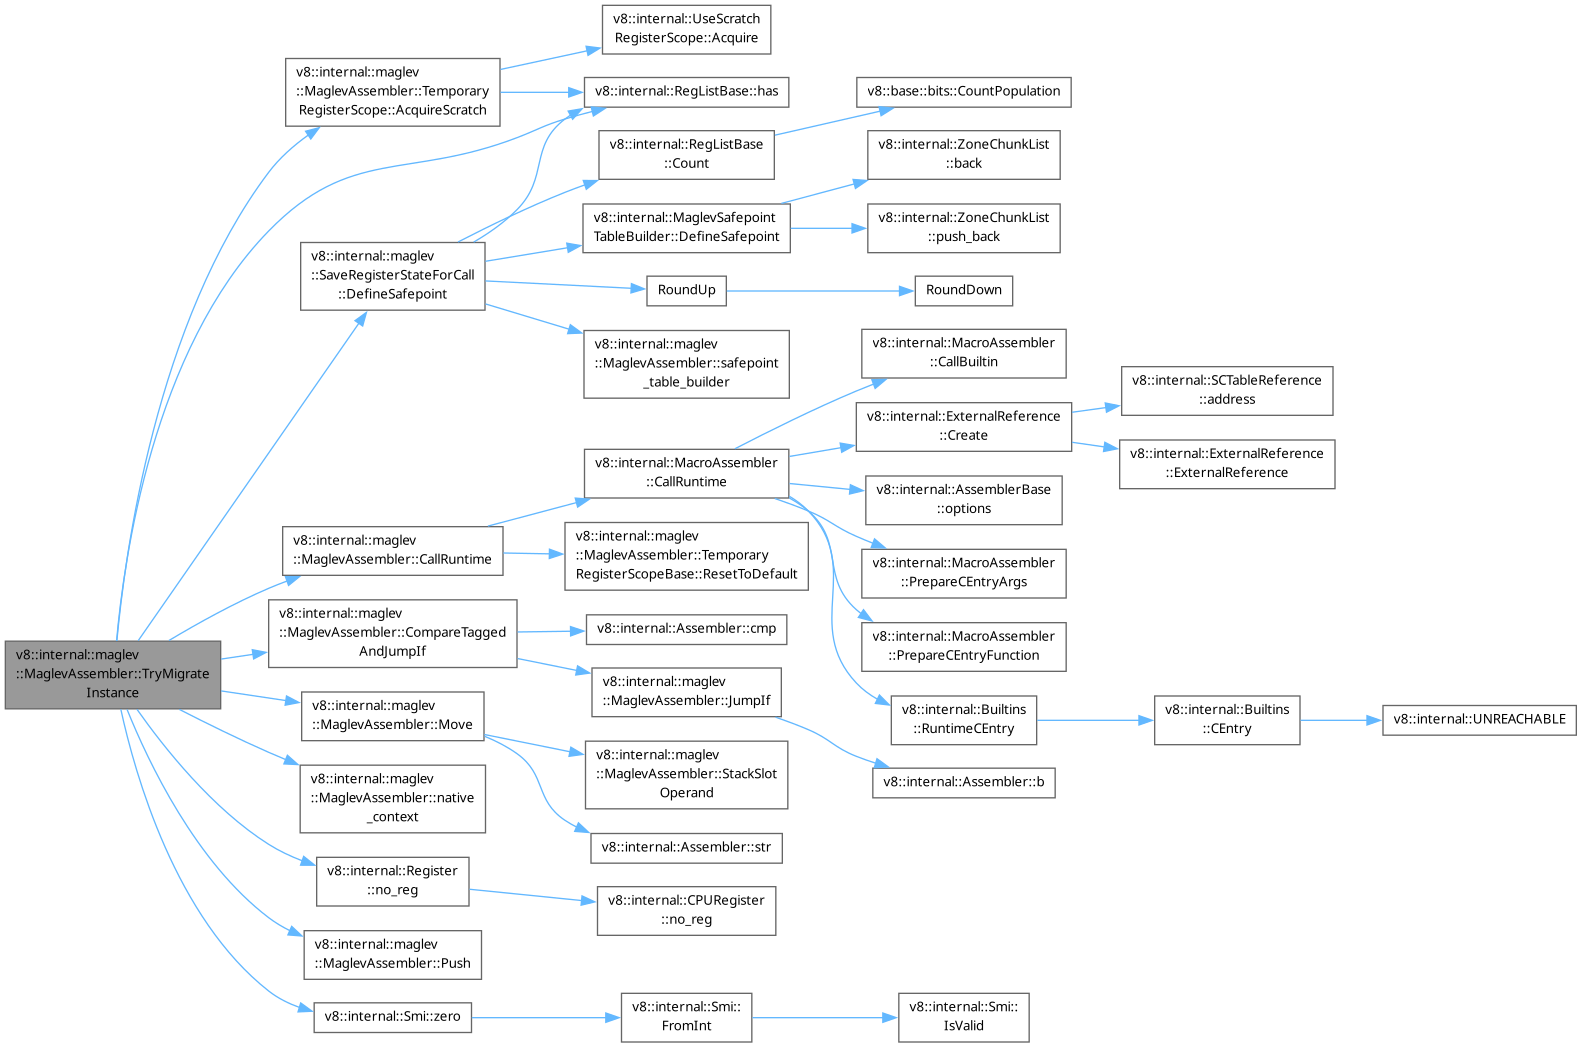 v8::internal::UseScratch
RegisterScope::Acquire
v8::internal::maglev
::MaglevAssembler::Temporary
RegisterScope::AcquireScratch
v8::internal::RegListBase::has
v8::base::bits::CountPopulation
v8::internal::RegListBase
::Count
v8::internal::ZoneChunkList
::back
v8::internal::MaglevSafepoint
TableBuilder::DefineSafepoint
v8::internal::ZoneChunkList
::push_back
v8::internal::maglev
::SaveRegisterStateForCall
::DefineSafepoint
RoundUp
RoundDown
v8::internal::maglev
::MaglevAssembler::safepoint
_table_builder
v8::internal::MacroAssembler
::CallBuiltin
v8::internal::SCTableReference
::address
v8::internal::ExternalReference
::Create
v8::internal::ExternalReference
::ExternalReference
v8::internal::MacroAssembler
::CallRuntime
v8::internal::AssemblerBase
::options
v8::internal::maglev
::MaglevAssembler::CallRuntime
v8::internal::maglev
::MaglevAssembler::Temporary
RegisterScopeBase::ResetToDefault
v8::internal::MacroAssembler
::PrepareCEntryArgs
v8::internal::maglev
::MaglevAssembler::CompareTagged
AndJumpIf
v8::internal::Assembler::cmp
v8::internal::MacroAssembler
::PrepareCEntryFunction
v8::internal::maglev
::MaglevAssembler::TryMigrate
Instance
v8::internal::maglev
::MaglevAssembler::JumpIf
v8::internal::maglev
::MaglevAssembler::Move
v8::internal::Builtins
::RuntimeCEntry
v8::internal::Builtins
::CEntry
v8::internal::UNREACHABLE
v8::internal::maglev
::MaglevAssembler::StackSlot
Operand
v8::internal::Assembler::b
v8::internal::maglev
::MaglevAssembler::native
_context
v8::internal::Assembler::str
v8::internal::Register
::no_reg
v8::internal::CPURegister
::no_reg
v8::internal::maglev
::MaglevAssembler::Push
v8::internal::Smi::zero
v8::internal::Smi::
FromInt
v8::internal::Smi::
IsValid